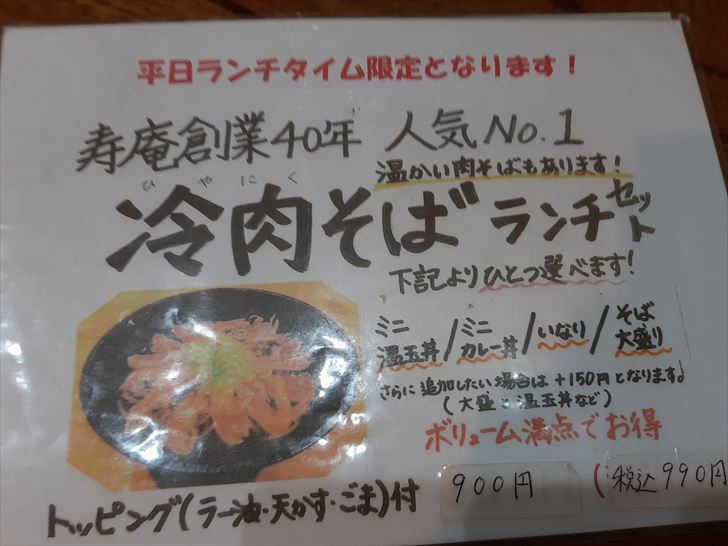 平日ランチタイム限定となります！
寿庵創業40年 人気No.1
温かい肉そばもあります！
ひやにく
冷肉そばランチセット
下記よりひとつ選べます！
ミニ温玉丼/ミニカレー丼/いなり/そば大盛り
さらに追加したい場合は+150円となります♪
(大盛と温玉丼など)
ボリューム満点でお得
900円 (税込990円
トッピング(ラー油・天かす・ごま)付